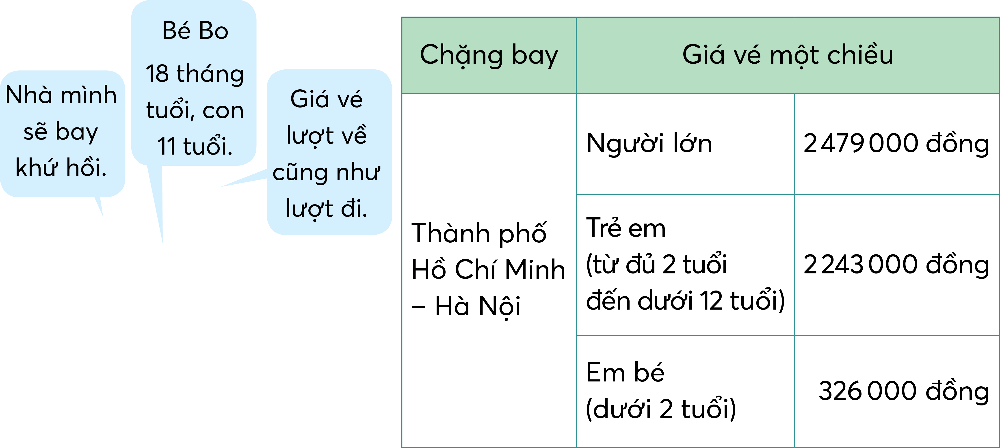 Nhà mình
sẽ bay
khứ hồi.
Bé Bo
18 tháng
tuổi, con
11 tuổi.
Giá vé
lượt về
cũng như
lượt đi.
Chặng bay
Giá vé một chiều
Thành phố
Hồ Chí Minh
– Hà Nội
Người lớn
2 479 000 đồng
Trẻ em
(từ đủ 2 tuổi
đến dưới 12 tuổi)
2 243 000 đồng
Em bé
(dưới 2 tuổi)
326 000 đồng